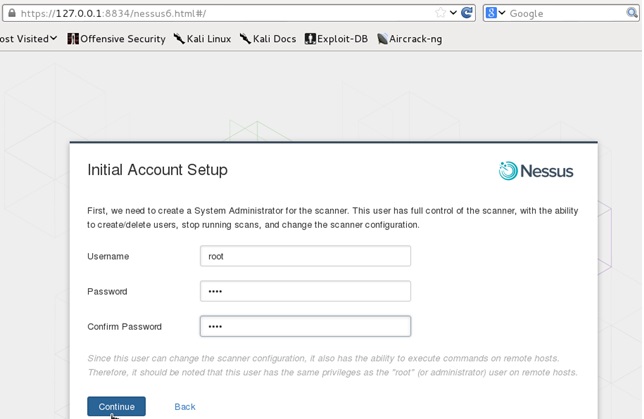 https://127.0.0.1:8834/nessus6.html#/ Google
ost Visited Offensive Security Kali Linux Kali Docs Exploit-DB Aircrack-ng
Initial Account Setup Nessus
First, we need to create a System Administrator for the scanner. This user has full control of the scanner, with the ability
to create/delete users, stop running scans, and change the scanner configuration.
Username root
Password ••••
Confirm Password ••••
Since this user can change the scanner configuration, it also has the ability to execute commands on remote hosts.
Therefore, it should be noted that this user has the same privileges as the "root" (or administrator) user on remote hosts.
Continue Back